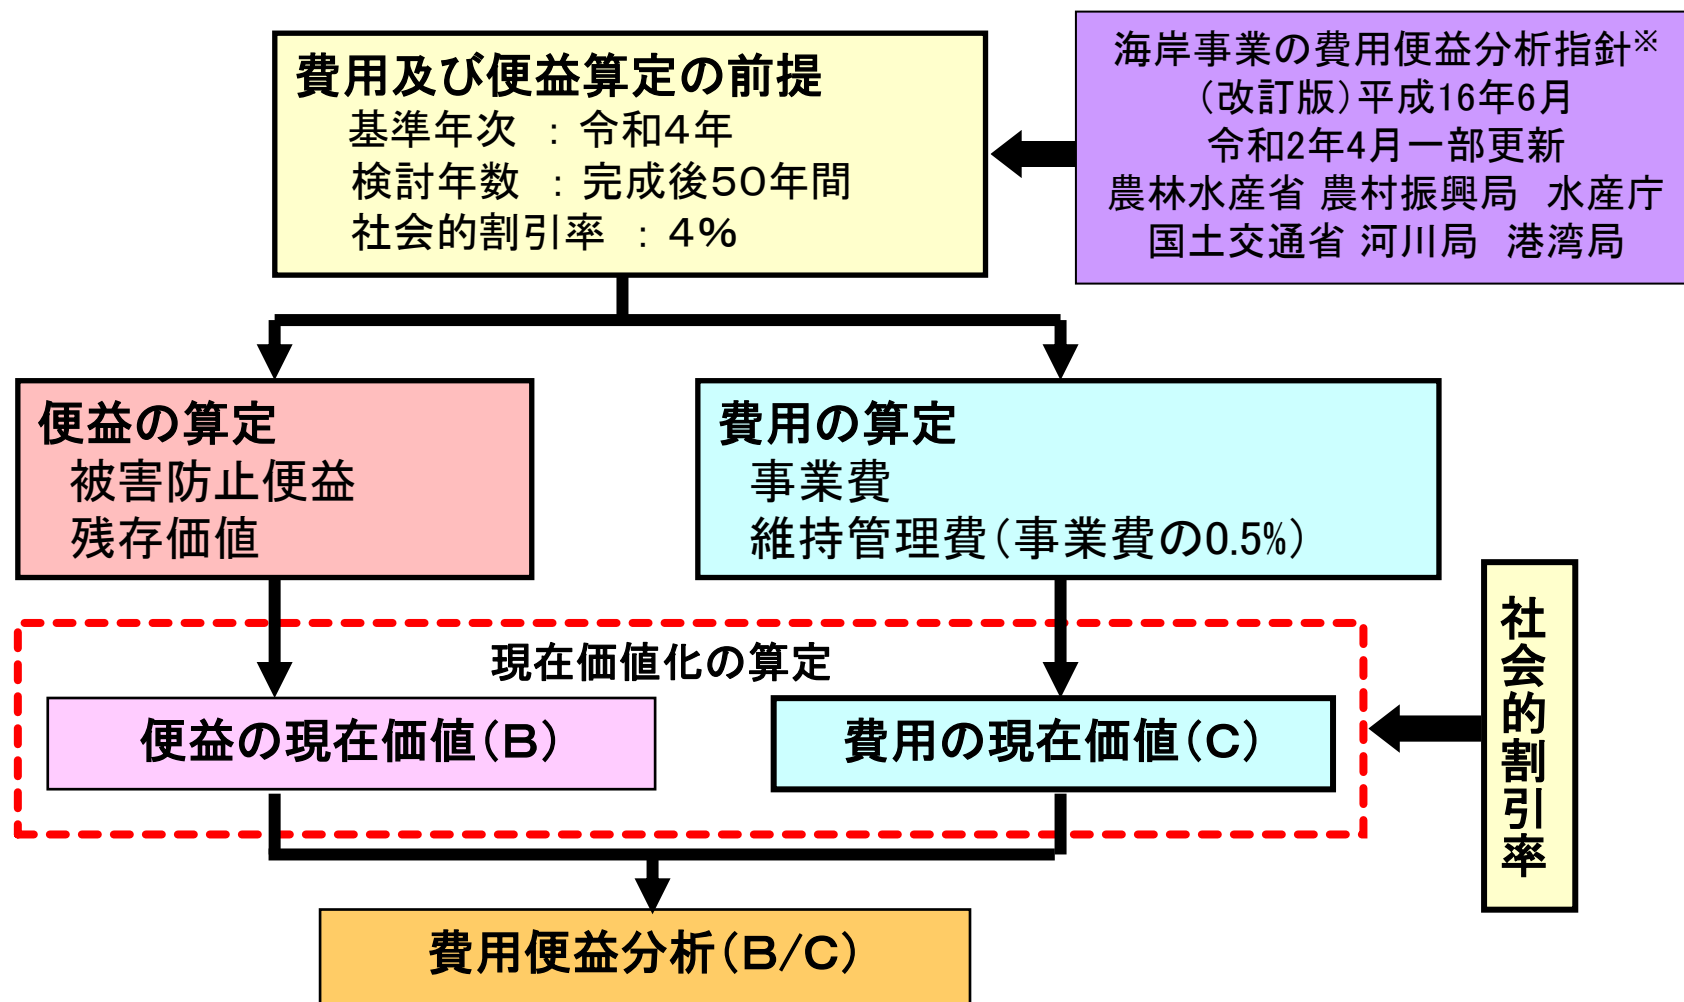 費用及び便益算定の前提
基準年次 : 令和4年
検討年数 : 完成後50年間
社会的割引率 : 4%
海岸事業の費用便益分析指針※
(改訂版)平成16年6月
令和2年4月一部更新
農林水産省 農村振興局 水産庁
国土交通省 河川局 港湾局
便益の算定
被害防止便益
残存価値
費用の算定
事業費
維持管理費(事業費の0.5%)
現在価値化の算定
便益の現在価値(B)
費用の現在価値(C)
社会的割引率
費用便益分析(B/C)